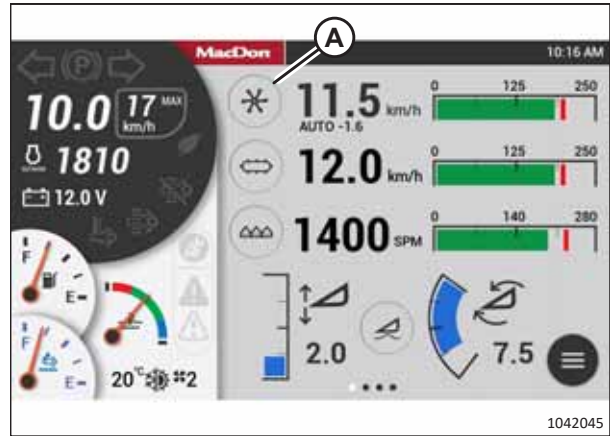 A
MacDon 10:16 AM
P
10.0 17 MAX km/h
1810
12.0 V
11.5 km/h 0 125 250
AUTO -1.6
12.0 km/h 0 125 250
1400 SPM 0 140 280
F
E
F
E
20°C 2
2.0
7.5
1042045